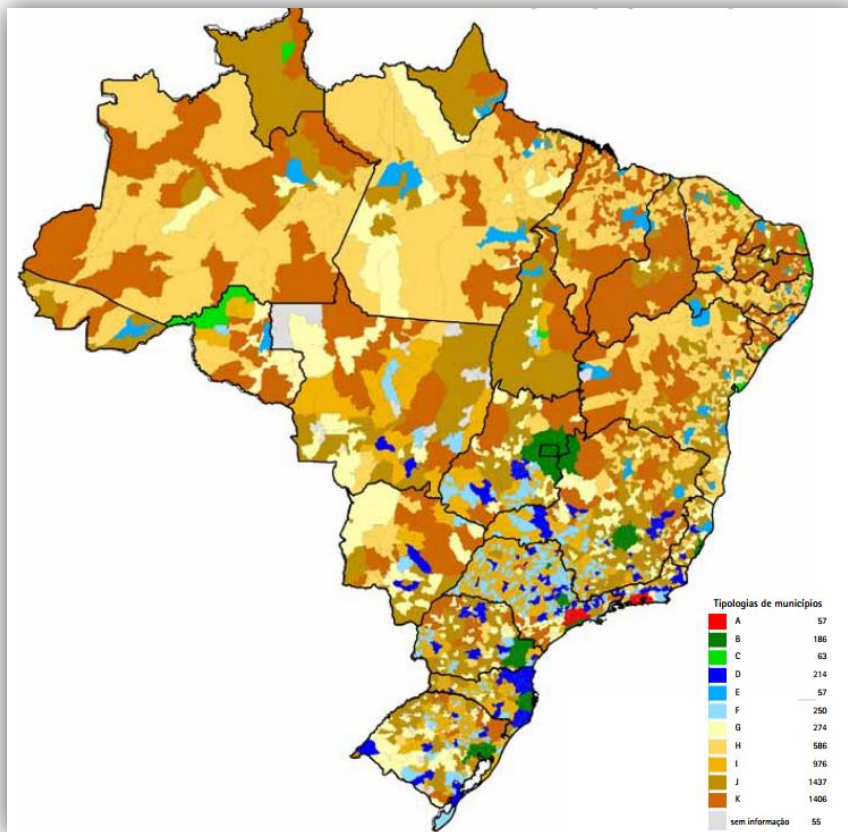 Tipologias de municípios
A 57
B 186
C 63
D 214
E 57
F 250
G 274
H 586
I 976
J 1437
K 1406
sem informação 55